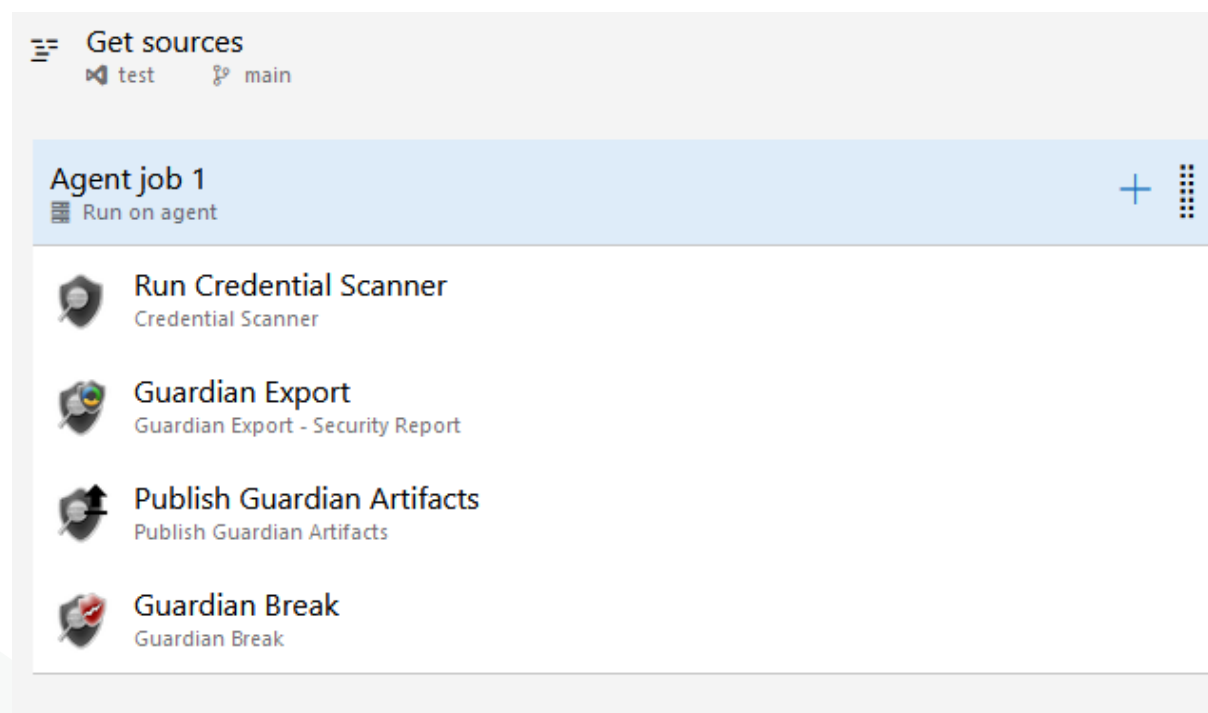 Get sources
test main
Agent job 1
Run on agent
Run Credential Scanner
Credential Scanner
Guardian Export
Guardian Export - Security Report
Publish Guardian Artifacts
Publish Guardian Artifacts
Guardian Break
Guardian Break